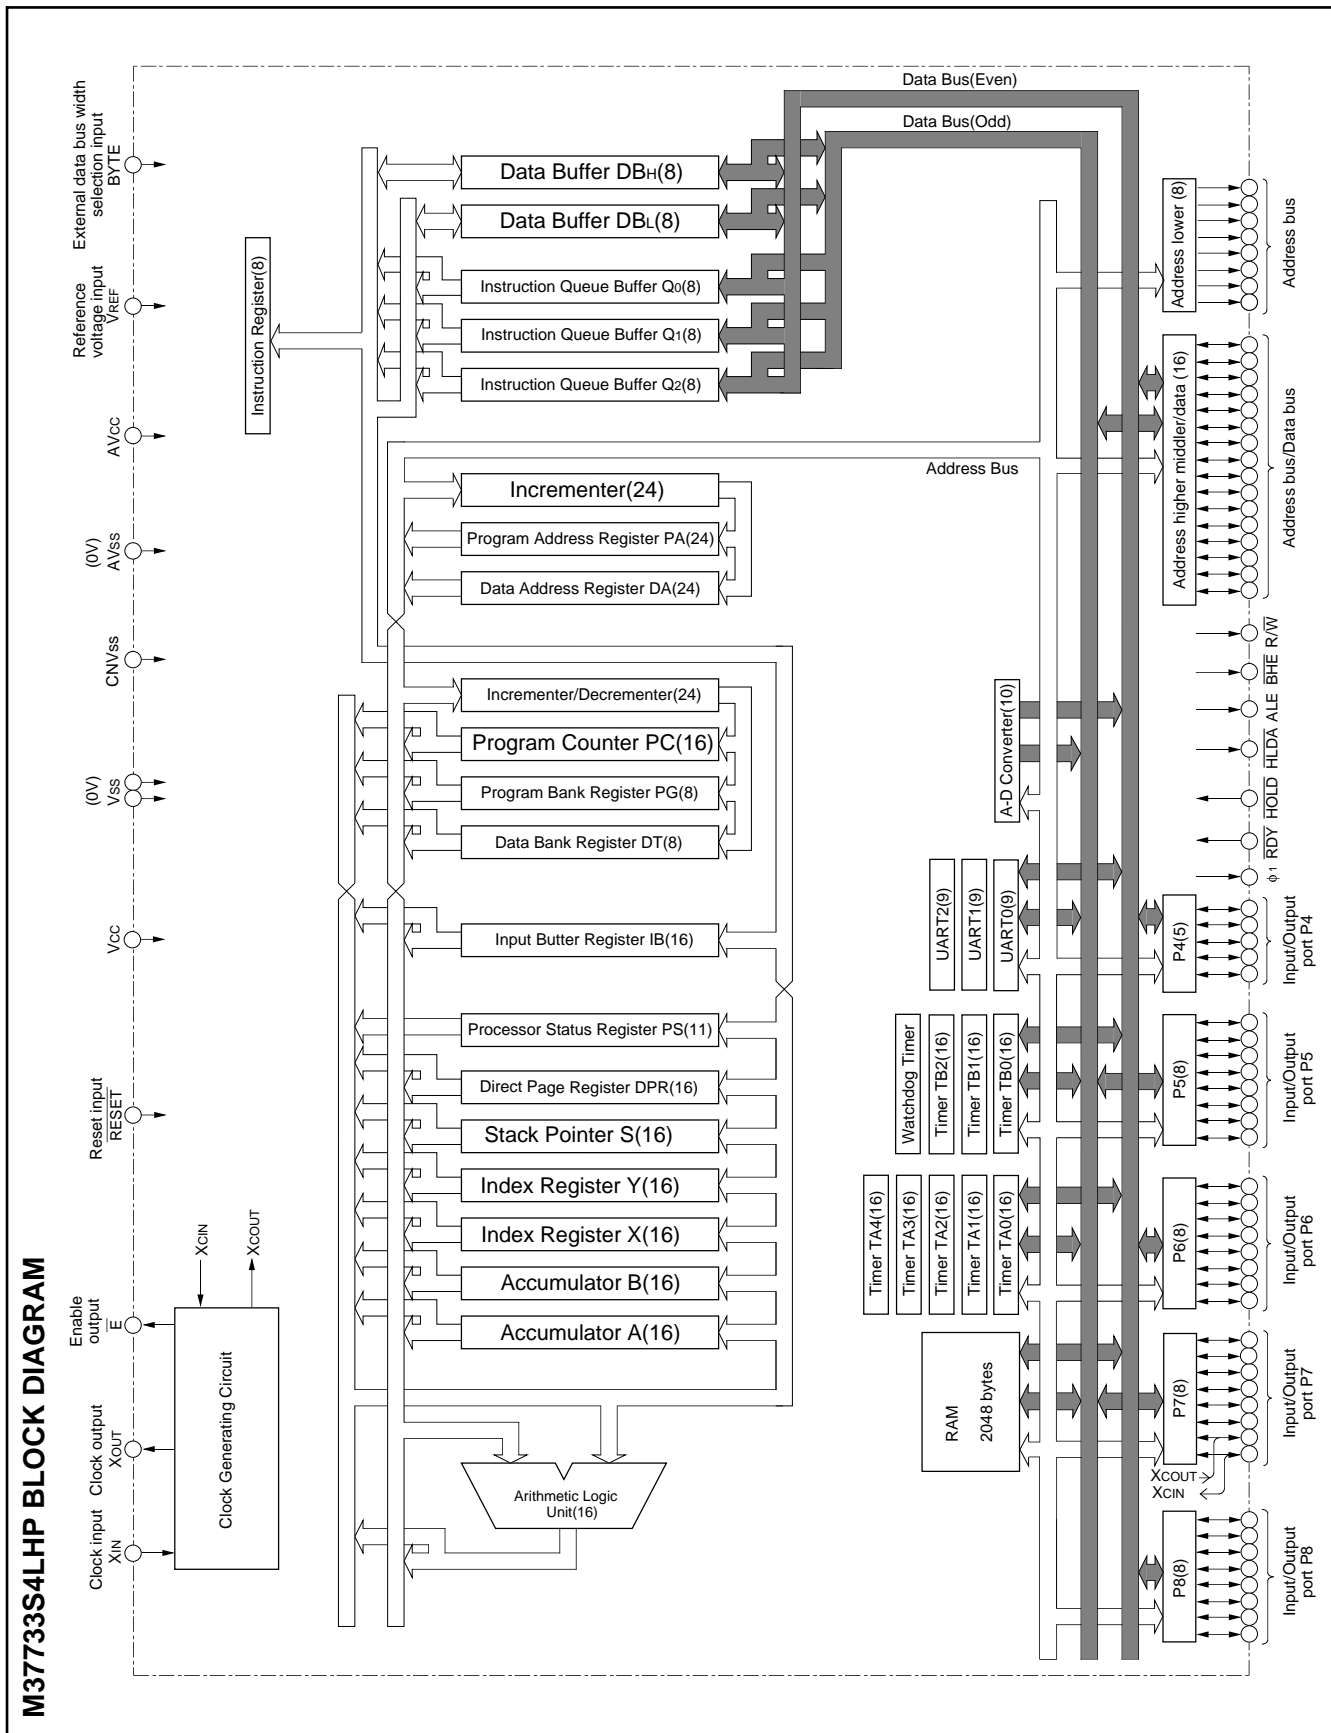 M37733S4LHP BLOCK DIAGRAM
Clock input
XIN
Clock output
XOUT
Enable
output
E
Reset input
RESET
VCC
(0V)
VSS
CNVSS
(0V)
AVSS
AVCC
Reference
voltage input
VREF
External data bus width
selection input
BYTE
Clock Generating Circuit
XCIN
XCOUT
Instruction Register(8)
Data Buffer DBH(8)
Data Buffer DBL(8)
Instruction Queue Buffer Q0(8)
Instruction Queue Buffer Q1(8)
Instruction Queue Buffer Q2(8)
Incrementer(24)
Program Address Register PA(24)
Data Address Register DA(24)
Incrementer/Decrementer(24)
Program Counter PC(16)
Program Bank Register PG(8)
Data Bank Register DT(8)
Input Butter Register IB(16)
Processor Status Register PS(11)
Direct Page Register DPR(16)
Stack Pointer S(16)
Index Register Y(16)
Index Register X(16)
Accumulator B(16)
Accumulator A(16)
Arithmetic Logic
Unit(16)
Data Bus(Even)
Data Bus(Odd)
Address Bus
RAM
2048 bytes
Timer TA4(16)
Timer TA3(16)
Timer TA2(16)
Timer TA1(16)
Timer TA0(16)
Watchdog Timer
Timer TB2(16)
Timer TB1(16)
Timer TB0(16)
UART2(9)
UART1(9)
UART0(9)
A-D Converter(10)
P8(8)
P7(8)
P6(8)
P5(8)
P4(5)
Address higher middler/data (16)
Address lower (8)
XCOUT
XCIN
Input/Output
port P8
Input/Output
port P7
Input/Output
port P6
Input/Output
port P5
Input/Output
port P4
ϕ1 RDY HOLD HLDA ALE BHE R/W
Address bus/Data bus
Address bus